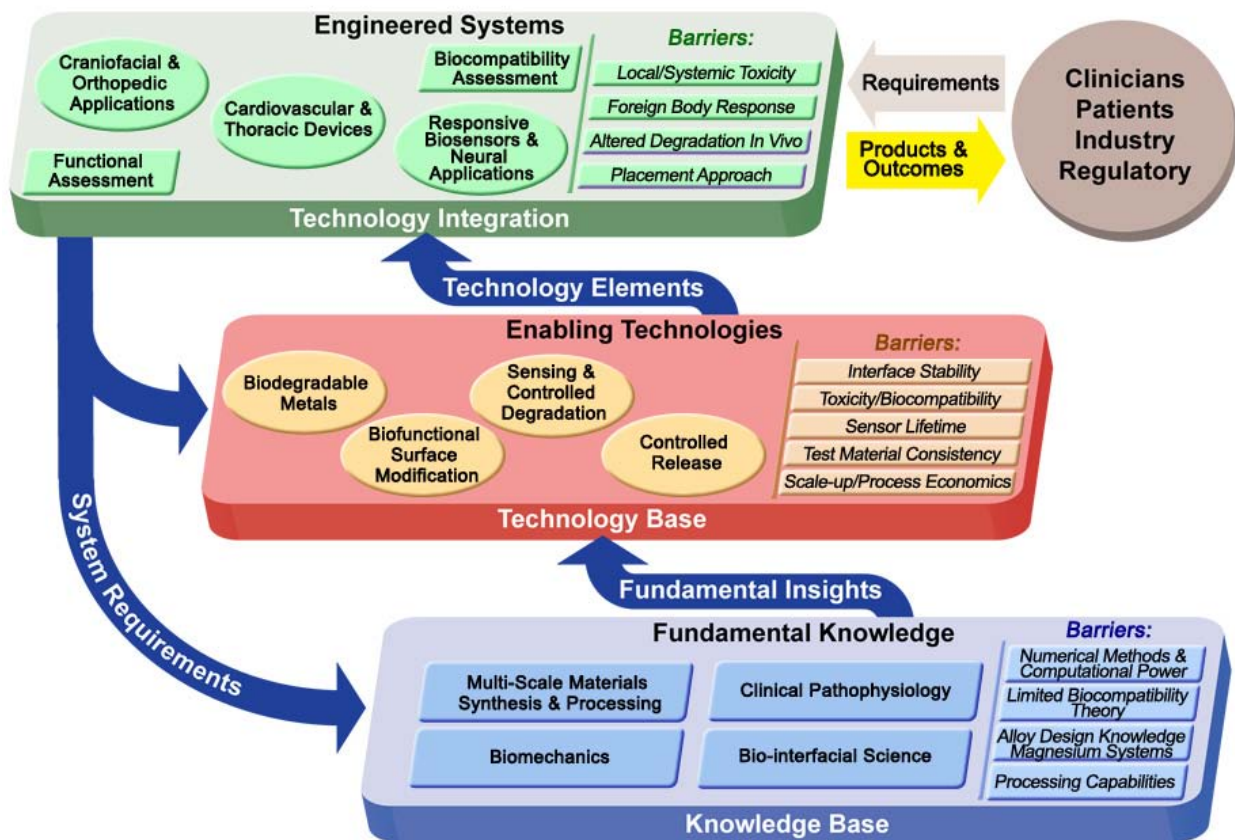 Engineered Systems
Craniofacial &
Orthopedic
Applications
Cardiovascular &
Thoracic Devices
Biocompatibility
Assessment
Responsive
Biosensors &
Neural
Applications
Functional
Assessment
Barriers:
Local/Systemic Toxicity
Foreign Body Response
Altered Degradation In Vivo
Placement Approach
Technology Integration
Requirements
Products &
Outcomes
Clinicians
Patients
Industry
Regulatory
Technology Elements
Enabling Technologies
Biodegradable
Metals
Biofunctional
Surface
Modification
Sensing &
Controlled
Degradation
Controlled
Release
Barriers:
Interface Stability
Toxicity/Biocompatibility
Sensor Lifetime
Test Material Consistency
Scale-up/Process Economics
Technology Base
System Requirements
Fundamental Insights
Fundamental Knowledge
Multi-Scale Materials
Synthesis & Processing
Clinical Pathophysiology
Biomechanics
Bio-interfacial Science
Barriers:
Numerical Methods &
Computational Power
Limited Biocompatibility
Theory
Alloy Design Knowledge
Magnesium Systems
Processing Capabilities
Knowledge Base